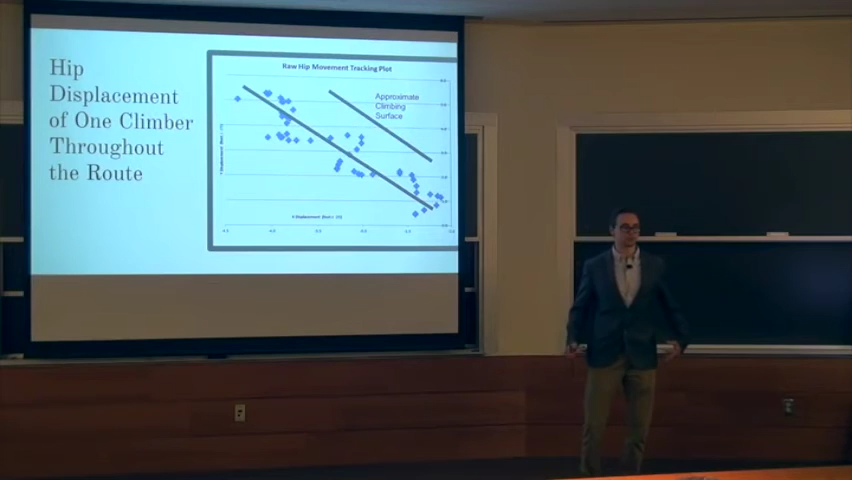 Hip
Displacement
of One Climber
Throughout
the Route
Raw Hip Movement Tracking Plot
Approximate
Climbing
Surface